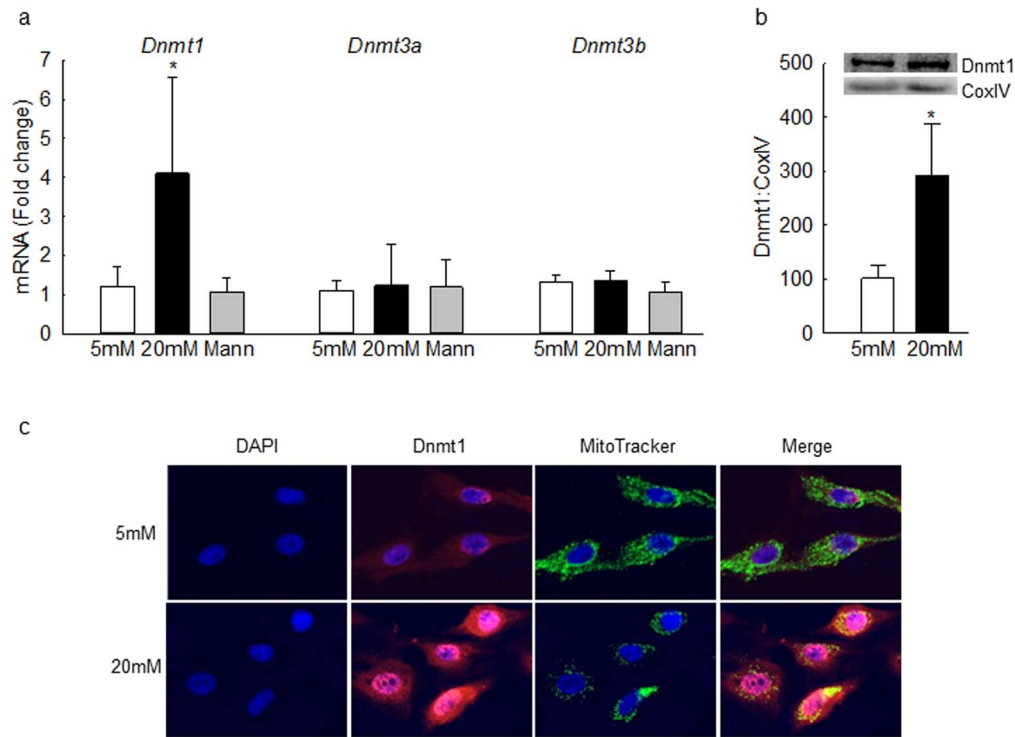 a
Dnmt1 Dnmt3a Dnmt3b
mRNA (Fold change)
7
6
5
4
3
2
1
0
*
5mM 20mM Mann 5mM 20mM Mann 5mM 20mM Mann
b
Dnmt1:CoxIV
500
400
300
200
100
0
Dnmt1
CoxIV
*
5mM 20mM
c
DAPI Dnmt1 MitoTracker Merge
5mM
20mM